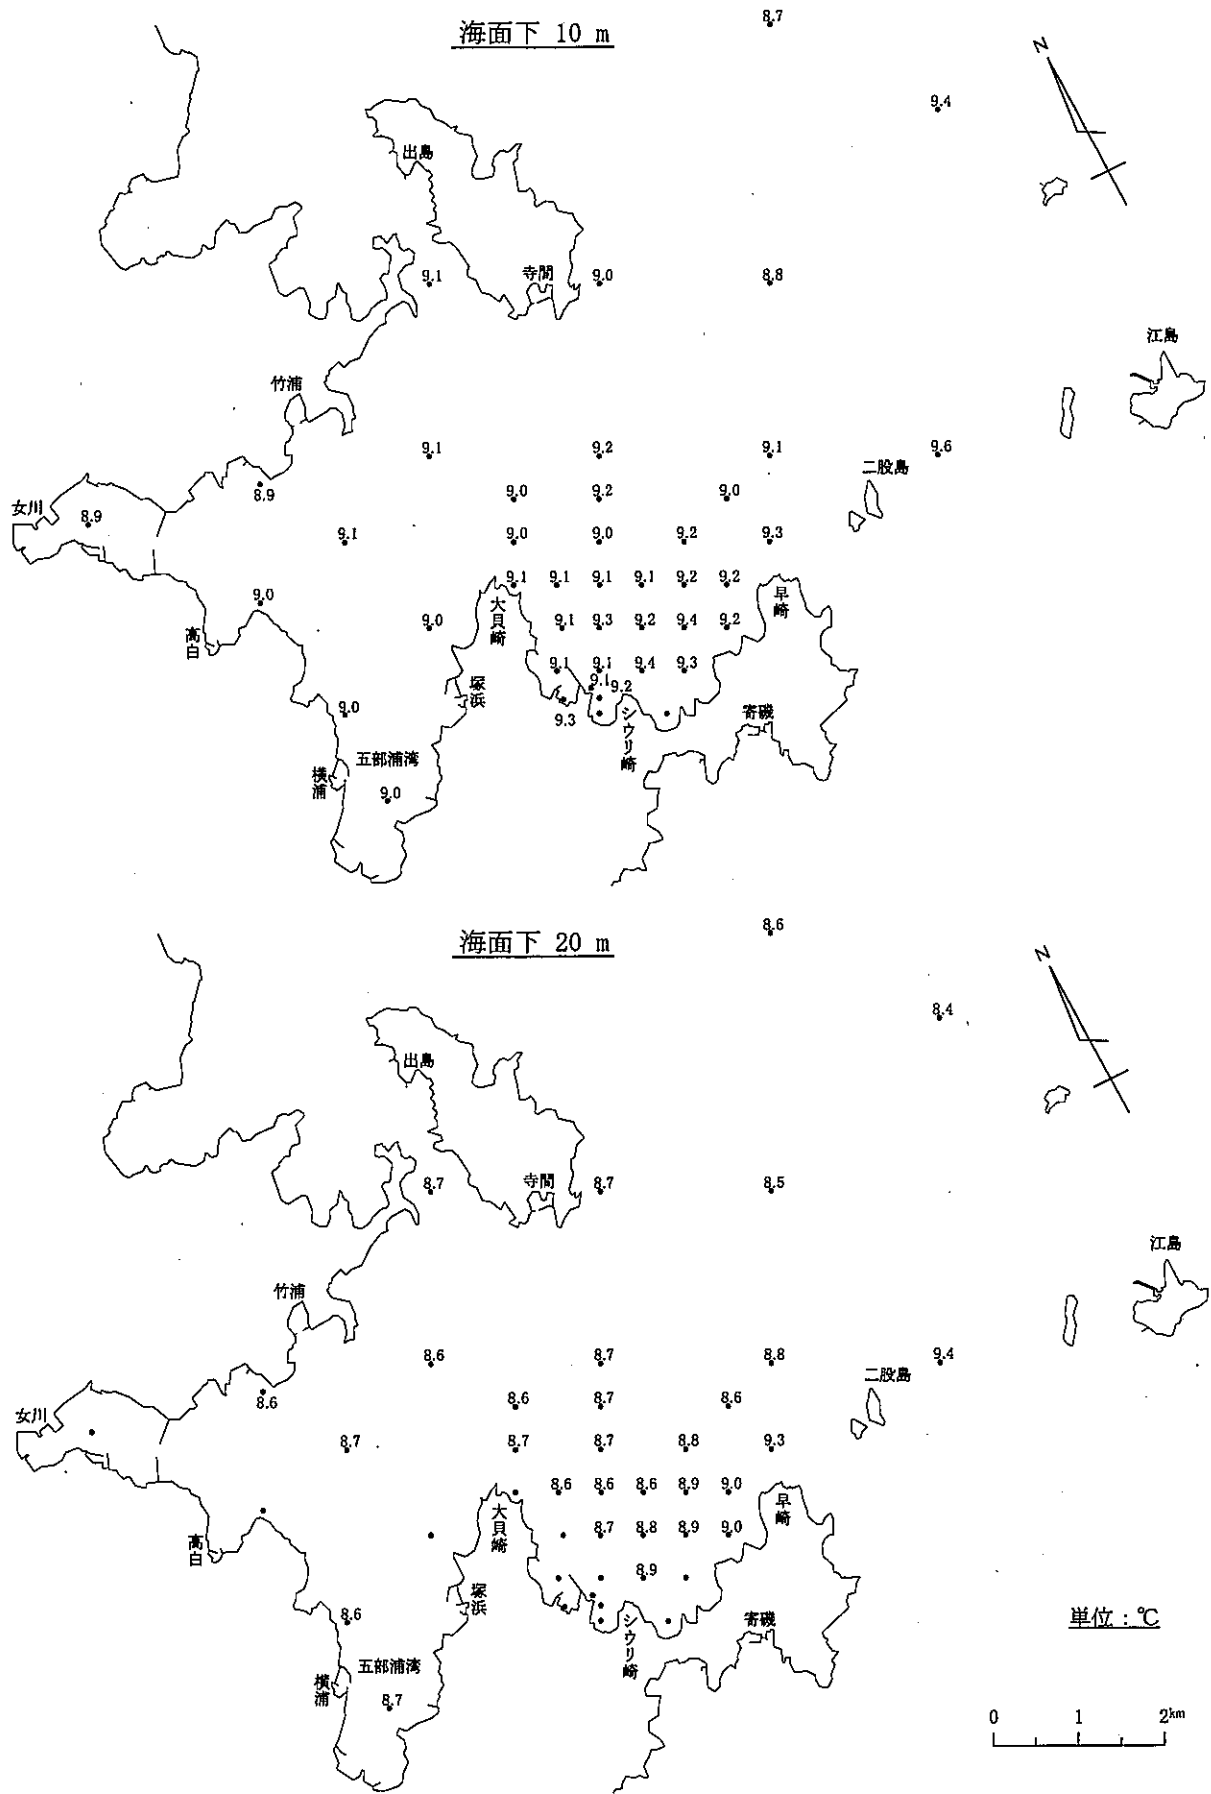 海面下 10 m
8.7
N
9.4
出島
9.1
寺間
9.0
8.8
江島
竹浦
9.1
9.2
9.1
9.6
二股島
女川
8.9
8.9
9.0
9.2
9.0
9.1
9.0
9.0
9.2
9.3
9.1
9.1
9.1
9.1
9.2
9.2
大貝崎
早崎
9.0
高白
9.0
9.1
9.3
9.2
9.4
9.2
9.1
9.1
9.4
9.3
塚浜
9.1
9.2
9.3
シウリ崎
寄磯
9.0
五部浦湾
横浦
9.0
海面下 20 m
8.6
N
8.4
出島
8.7
寺間
8.7
8.5
江島
竹浦
8.6
8.7
8.8
9.4
二股島
女川
8.6
8.6
8.7
8.6
8.7
8.7
8.7
8.8
9.3
8.6
8.6
8.6
8.9
9.0
大貝崎
早崎
高白
8.7
8.8
8.9
9.0
8.9
塚浜
シウリ崎
寄磯
8.6
五部浦湾
横浦
8.7
単位：℃
0 1 2km